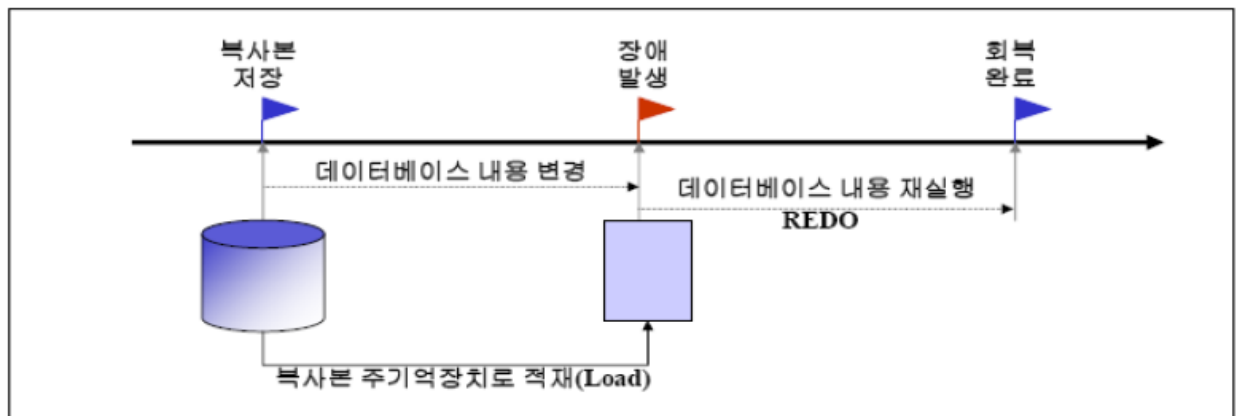 복사본
저장
장애
발생
회복
완료
데이터베이스 내용 변경
데이터베이스 내용 재실행
REDO
복사본 주기억장치로 적재(Load)